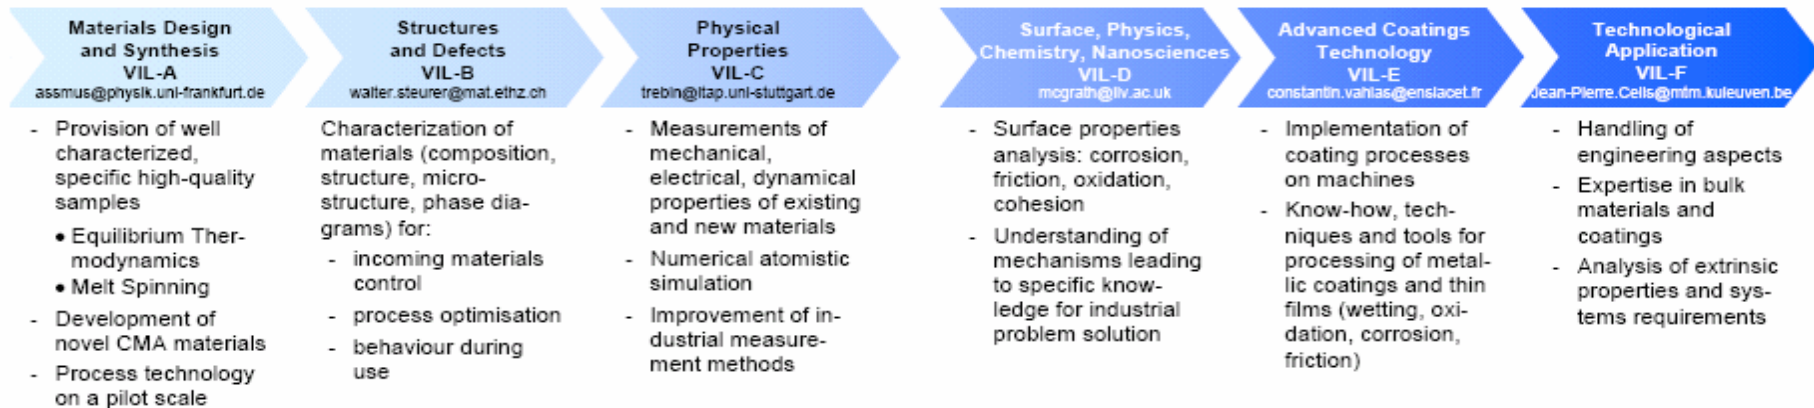 Materials Design
and Synthesis
VIL-A
assmus@physik.uni-frankfurt.de
- Provision of well
characterized,
specific high-quality
samples
• Equilibrium Ther-
modynamics
• Melt Spinning
- Development of
novel CMA materials
- Process technology
on a pilot scale
Structures
and Defects
VIL-B
walter.steurer@mat.ethz.ch
Characterization of
materials (composition,
structure, micro-
structure, phase dia-
grams) for:
- incoming materials
control
- process optimisation
- behaviour during
use
Physical
Properties
VIL-C
trebin@itap.uni-stuttgart.de
- Measurements of
mechanical,
electrical, dynamical
properties of existing
and new materials
- Numerical atomistic
simulation
- Improvement of in-
dustrial measure-
ment methods
Surface, Physics,
Chemistry, Nanosciences
VIL-D
mcgrath@liv.ac.uk
- Surface properties
analysis: corrosion,
friction, oxidation,
cohesion
- Understanding of
mechanisms leading
to specific know-
ledge for industrial
problem solution
Advanced Coatings
Technology
VIL-E
constantin.vahlas@ensiacet.fr
- Implementation of
coating processes
on machines
- Know-how, tech-
niques and tools for
processing of metal-
lic coatings and thin
films (wetting, oxi-
dation, corrosion,
friction)
Technological
Application
VIL-F
Jean-Pierre.Celis@mtm.kuleuven.be
- Handling of
engineering aspects
- Expertise in bulk
materials and
coatings
- Analysis of extrinsic
properties and sys-
tems requirements